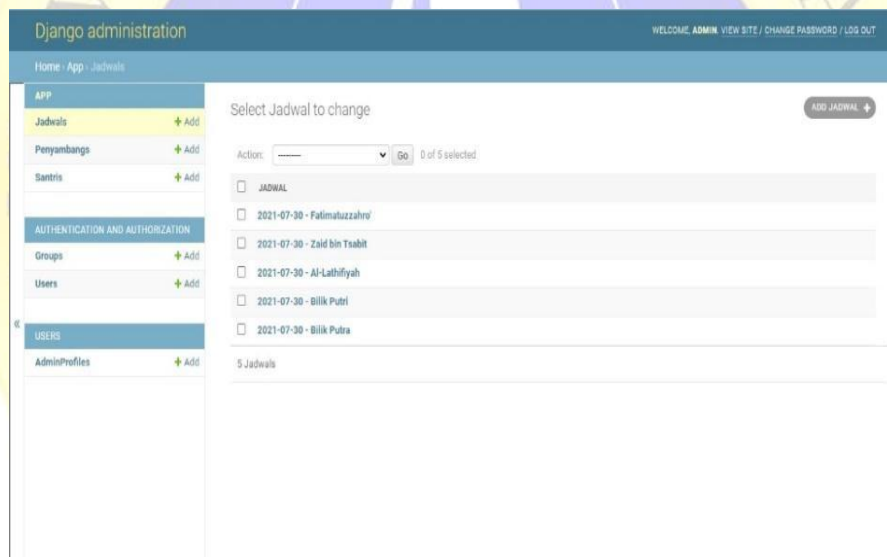 Django administration
WELCOME, ADMIN. VIEW SITE / CHANGE PASSWORD / LOG OUT
Home › App › Jadwals
APP
Jadwals + Add
Penyambangs + Add
Santris + Add
AUTHENTICATION AND AUTHORIZATION
Groups + Add
Users + Add
«
USERS
AdminProfiles + Add
Select Jadwal to change
ADD JADWAL +
Action: --------- Go 0 of 5 selected
JADWAL
2021-07-30 - Fatimatuzzahro'
2021-07-30 - Zaid bin Tsabit
2021-07-30 - Al-Lathifiyah
2021-07-30 - Bilik Putri
2021-07-30 - Bilik Putra
5 Jadwals